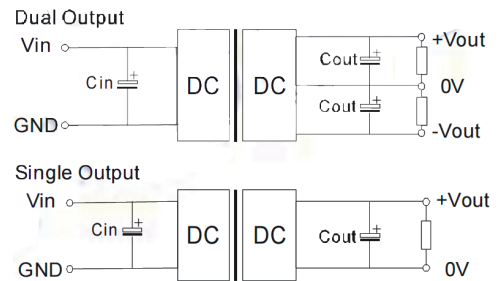 Dual Output
Vin
+Vout
Cout +
Cin +
DC
DC
0V
Cout +
GND
-Vout
Single Output
Vin
+Vout
Cin +
DC
DC
Cout +
GND
0V